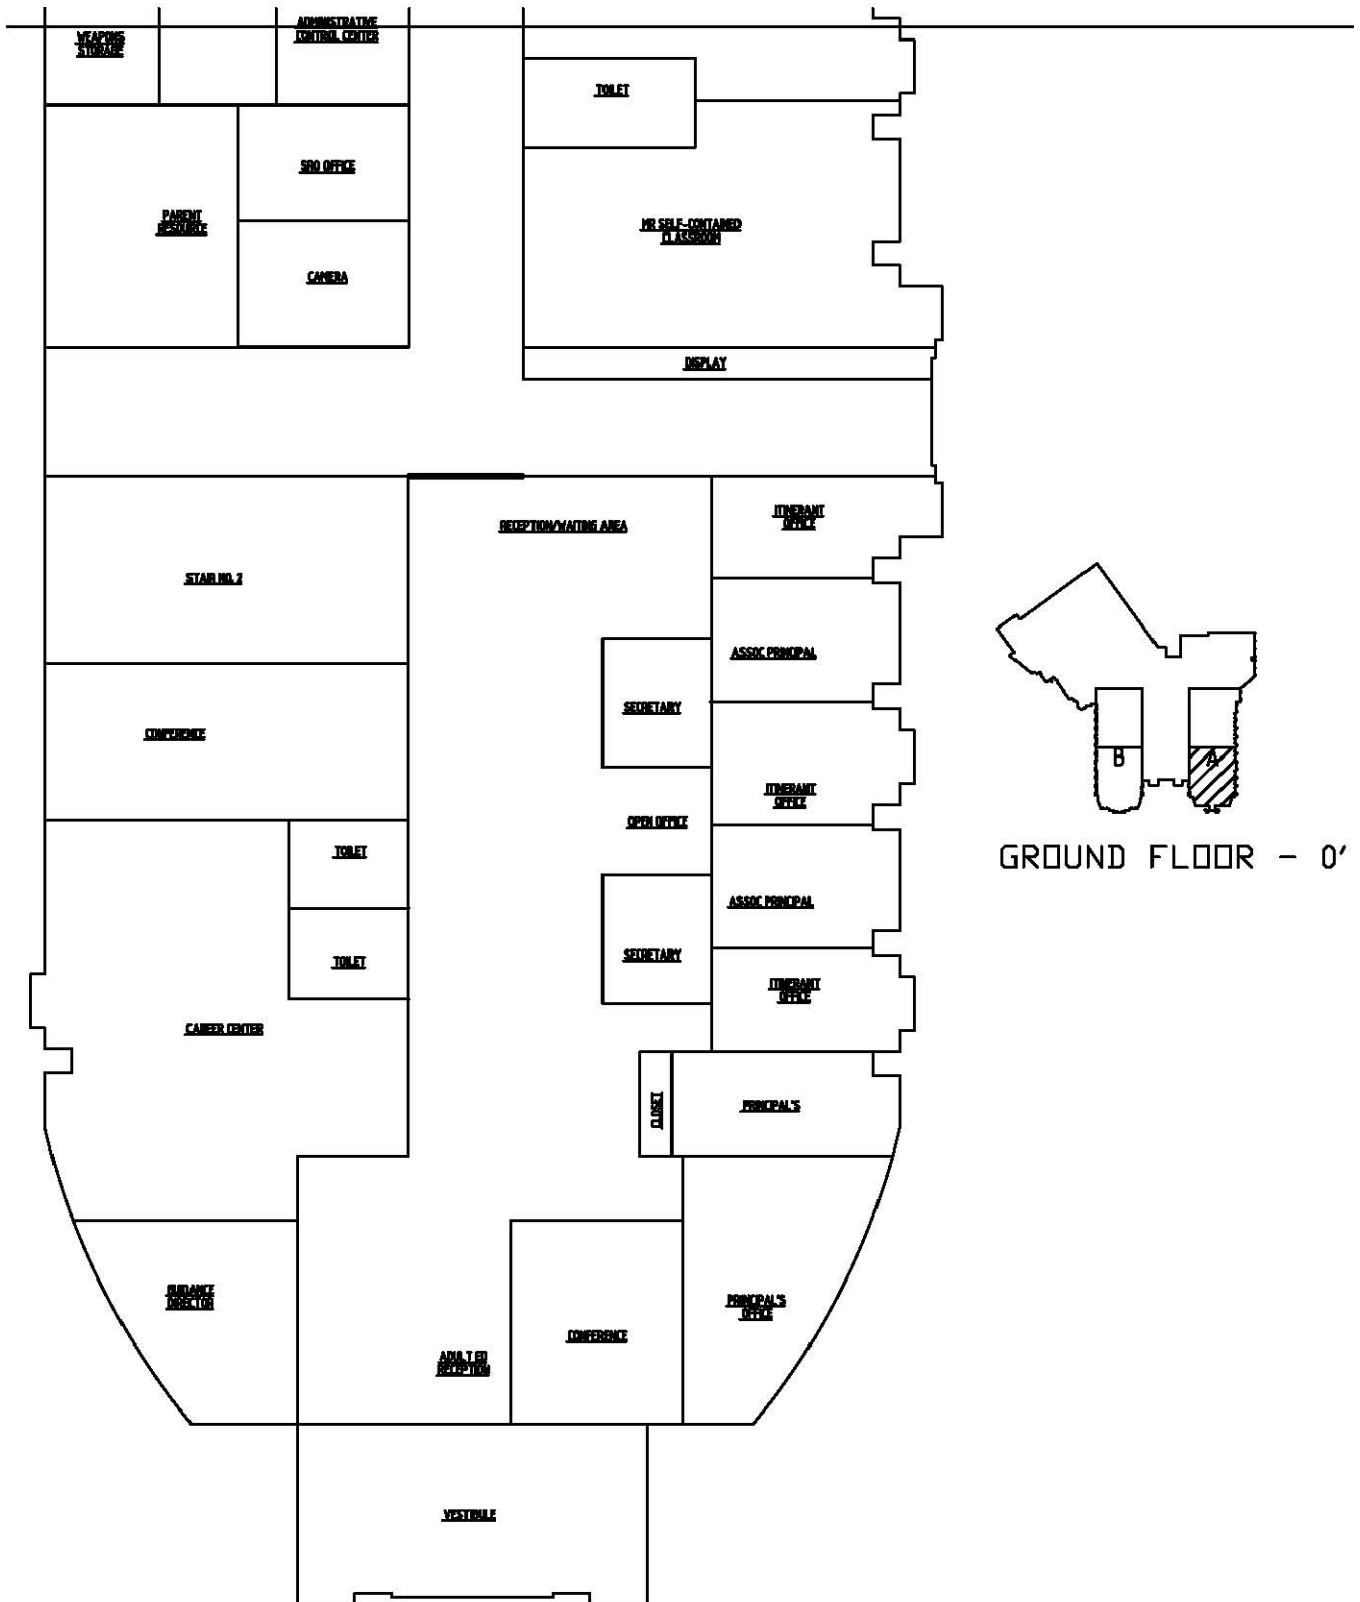 WEAPONS
STORAGE
ADMINISTRATIVE
CONTROL CENTER
TOILET
SRO OFFICE
PARENT
RESOURCE
MR SELF-CONTAINED
CLASSROOM
CAMERA
DISPLAY
RECEPTION/WAITING AREA
ITINERANT
OFFICE
STAIR NO. 2
ASSOC PRINCIPAL
SECRETARY
CONFERENCE
ITINERANT
OFFICE
OPEN OFFICE
TOILET
ASSOC PRINCIPAL
TOILET
SECRETARY
ITINERANT
OFFICE
CAREER CENTER
CLOSET
PRINCIPAL'S
GUIDANCE
DIRECTOR
PRINCIPAL'S
OFFICE
CONFERENCE
ADULT ED
RECEPTION
VESTIBULE
B
A
GROUND FLOOR - 0'